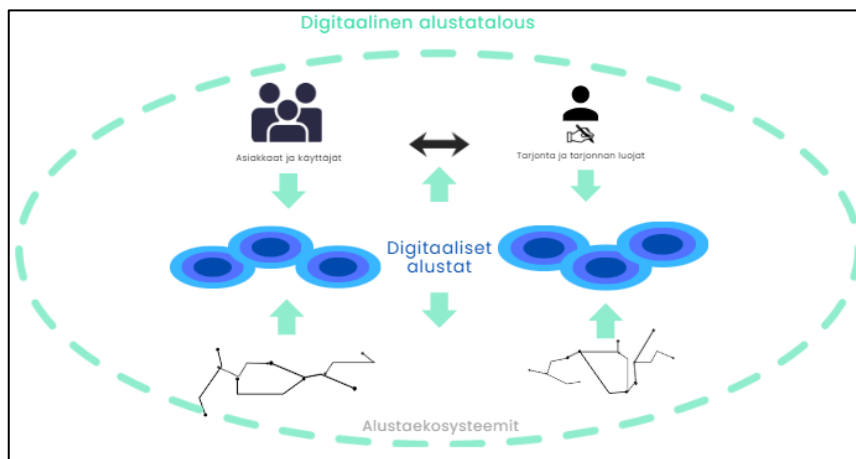 Digitaalinen alustatalous
Asiakkaat ja käyttäjät
Tarjonta ja tarjonnan luojat
Digitaaliset
alustat
Alustaekosysteemit